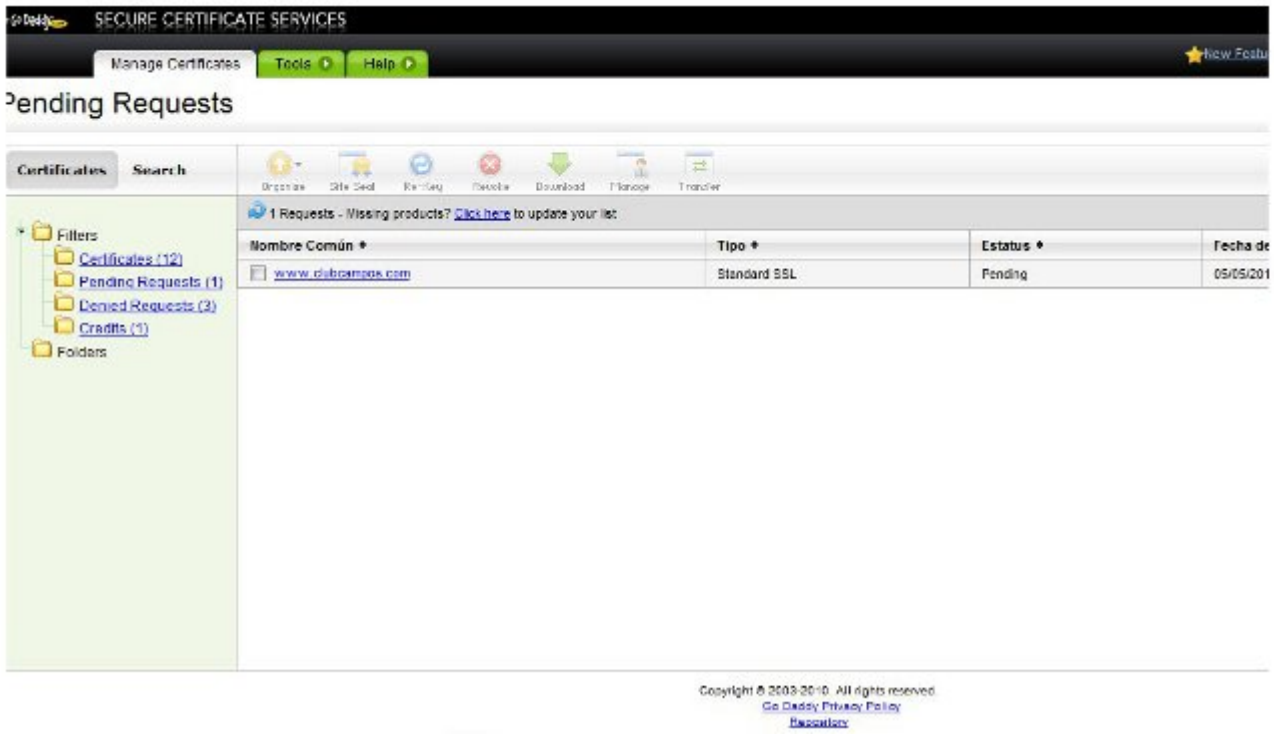 Go Daddy SECURE CERTIFICATE SERVICES
Manage Certificates Tools Help New Featu
Pending Requests
Certificates Search
Organize Site Seal Re-Key Revoke Download Manage Transfer
1 Requests - Missing products? Click here to update your list
Filters
Certificates (12)
Pending Requests (1)
Denied Requests (3)
Credits (1)
Folders
Nombre Común Tipo Estatus Fecha de
www.clubcampos.com Standard SSL Pending 05/05/201
Copyright © 2003-2010. All rights reserved.
Go Daddy Privacy Policy
Repository